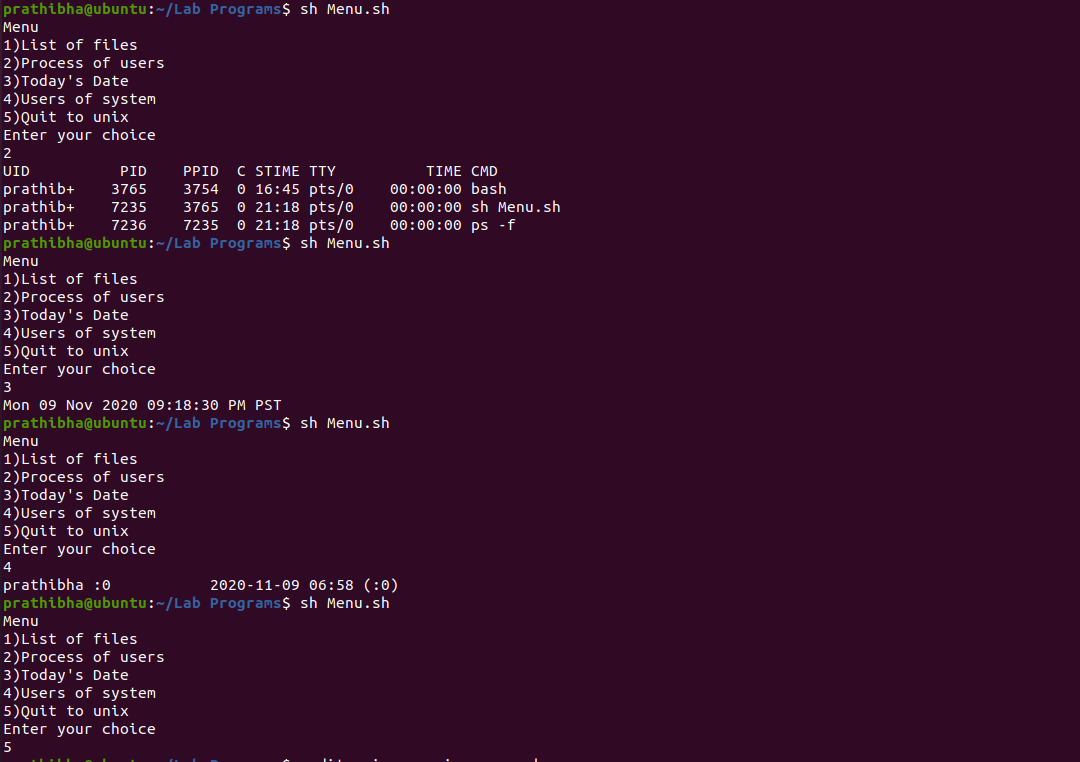 prathibha@ubuntu:~/Lab Programs$ sh Menu.sh
Menu
1)List of files
2)Process of users
3)Today's Date
4)Users of system
5)Quit to unix
Enter your choice
2
UID          PID    PPID  C STIME TTY          TIME CMD
prathib+    3765    3754  0 16:45 pts/0    00:00:00 bash
prathib+    7235    3765  0 21:18 pts/0    00:00:00 sh Menu.sh
prathib+    7236    7235  0 21:18 pts/0    00:00:00 ps -f
prathibha@ubuntu:~/Lab Programs$ sh Menu.sh
Menu
1)List of files
2)Process of users
3)Today's Date
4)Users of system
5)Quit to unix
Enter your choice
3
Mon 09 Nov 2020 09:18:30 PM PST
prathibha@ubuntu:~/Lab Programs$ sh Menu.sh
Menu
1)List of files
2)Process of users
3)Today's Date
4)Users of system
5)Quit to unix
Enter your choice
4
prathibha :0           2020-11-09 06:58 (:0)
prathibha@ubuntu:~/Lab Programs$ sh Menu.sh
Menu
1)List of files
2)Process of users
3)Today's Date
4)Users of system
5)Quit to unix
Enter your choice
5